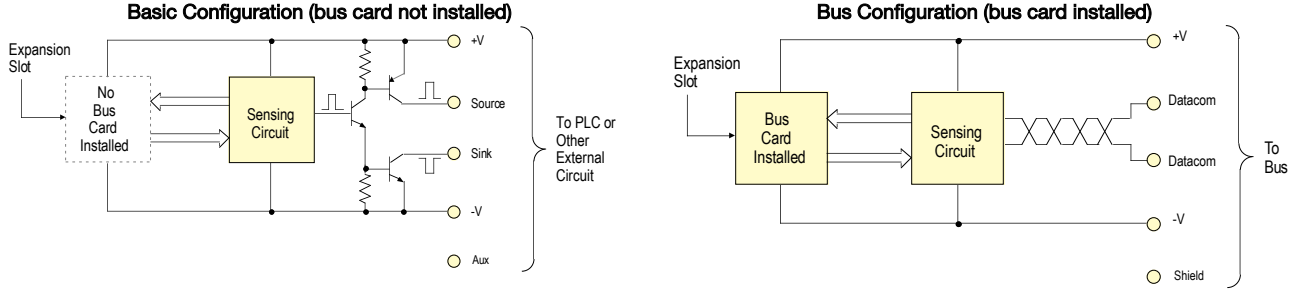 Basic Configuration (bus card not installed)
Expansion
Slot
No
Bus
Card
Installed
Sensing
Circuit
+V
Source
Sink
-V
Aux
To PLC or
Other
External
Circuit
Bus Configuration (bus card installed)
Expansion
Slot
Bus
Card
Installed
Sensing
Circuit
+V
Datacom
Datacom
-V
Shield
To
Bus